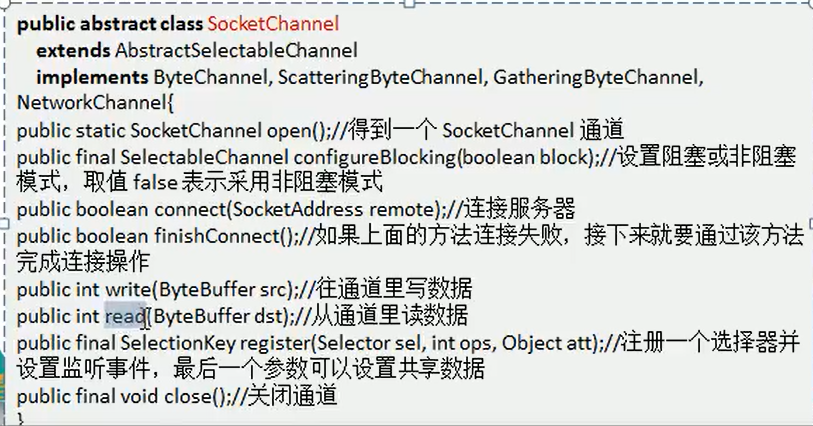 public abstract class SocketChannel
extends AbstractSelectableChannel
implements ByteChannel, ScatteringByteChannel, GatheringByteChannel,
NetworkChannel{
public static SocketChannel open();//得到一个 SocketChannel 通道
public final SelectableChannel configureBlocking(boolean block);//设置阻塞或非阻塞
模式，取值 false 表示采用非阻塞模式
public boolean connect(SocketAddress remote);//连接服务器
public boolean finishConnect();//如果上面的方法连接失败，接下来就要通过该方法
完成连接操作
public int write(ByteBuffer src);//往通道里写数据
public int read(ByteBuffer dst);//从通道里读数据
public final SelectionKey register(Selector sel, int ops, Object att);//注册一个选择器并
设置监听事件，最后一个参数可以设置共享数据
public final void close();//关闭通道
}